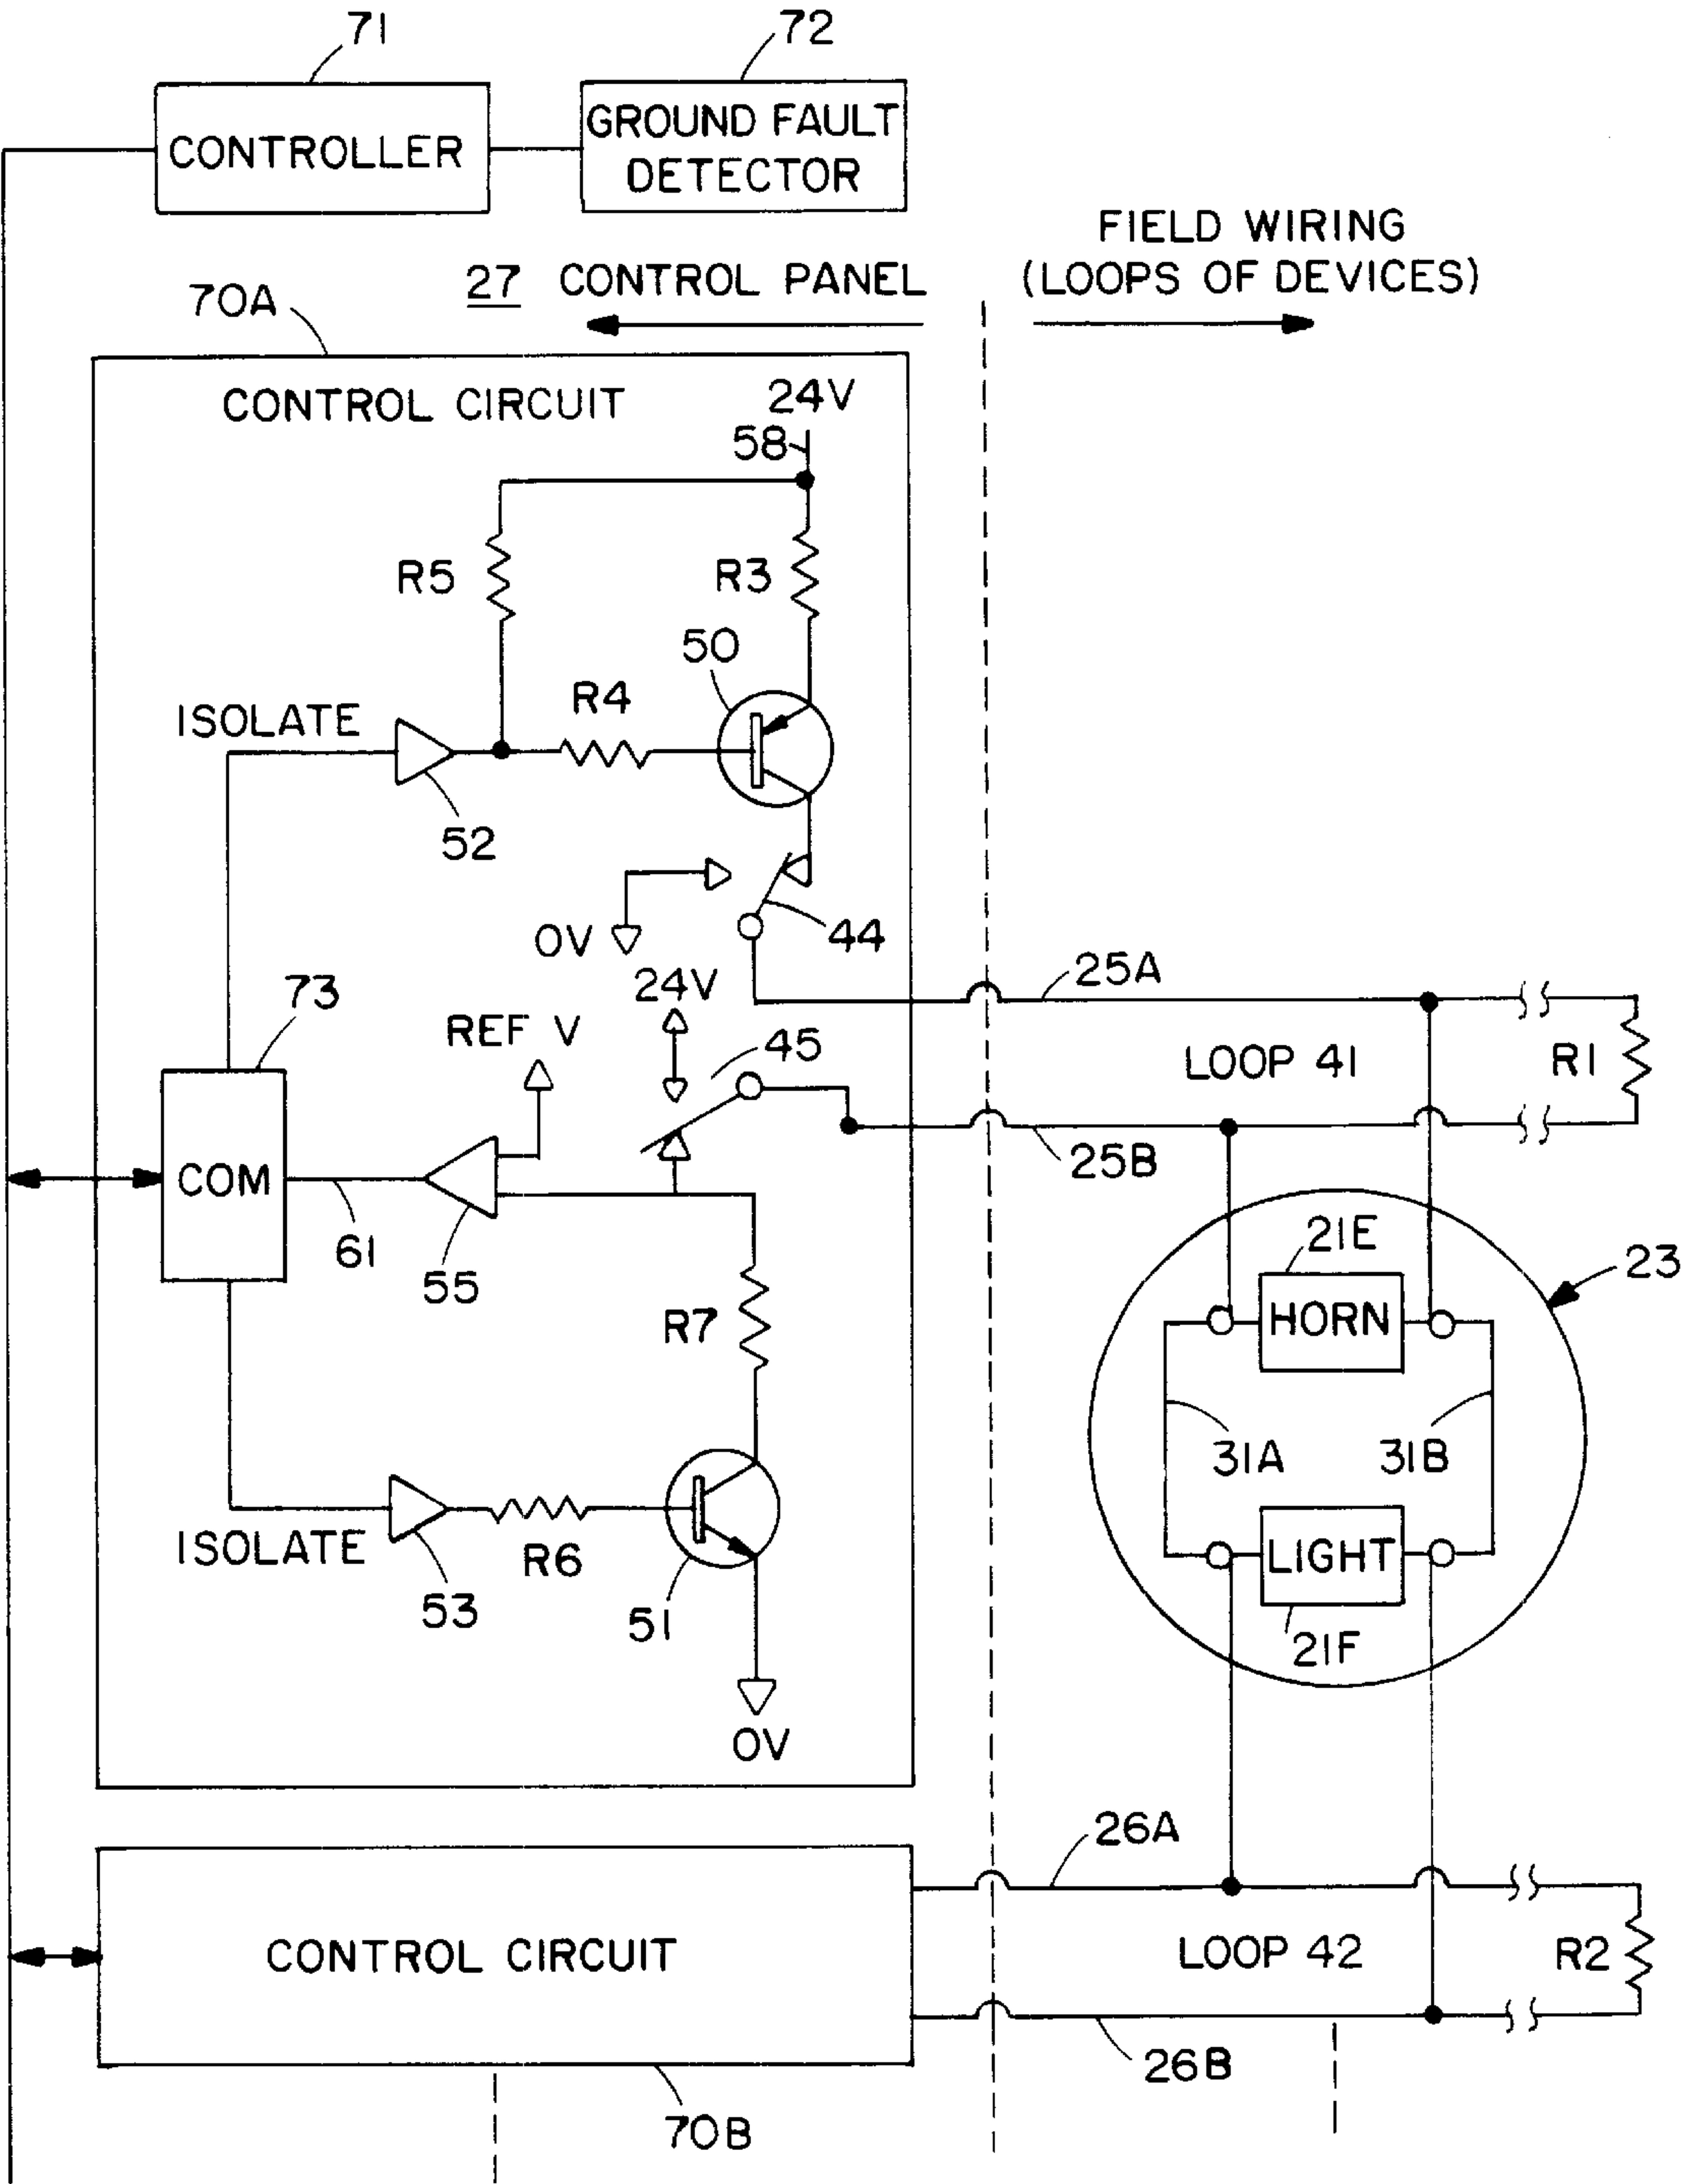 71
72
CONTROLLER
GROUND FAULT
DETECTOR
FIELD WIRING
(LOOPS OF DEVICES)
27 CONTROL PANEL
70A
CONTROL CIRCUIT
24V
58
R5
R3
50
R4
ISOLATE
52
0V
44
24V
25A
73
REF V
45
LOOP 41
R1
COM
25B
61
55
21E
23
HORN
R7
31A
31B
ISOLATE
R6
LIGHT
53
51
21F
0V
26A
CONTROL CIRCUIT
LOOP 42
R2
26B
70B